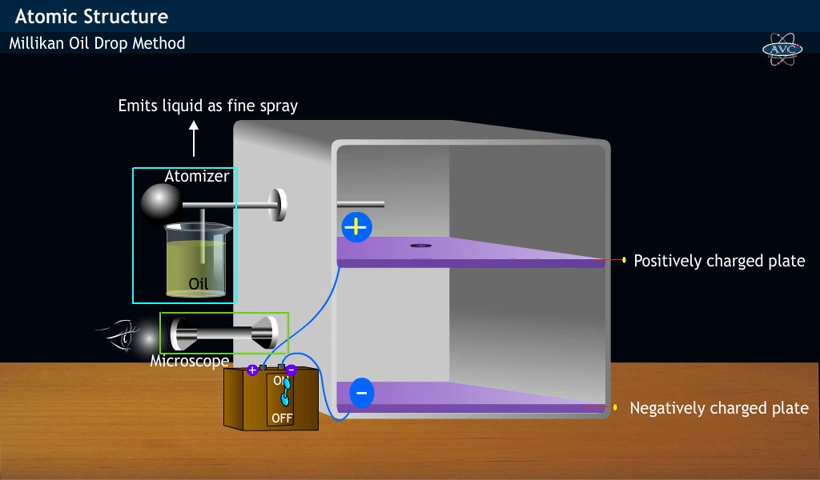 Atomic Structure
Millikan Oil Drop Method
AVC
Emits liquid as fine spray
Atomizer
+
Positively charged plate
Oil
Microscope
+ −
ON
OFF
−
Negatively charged plate